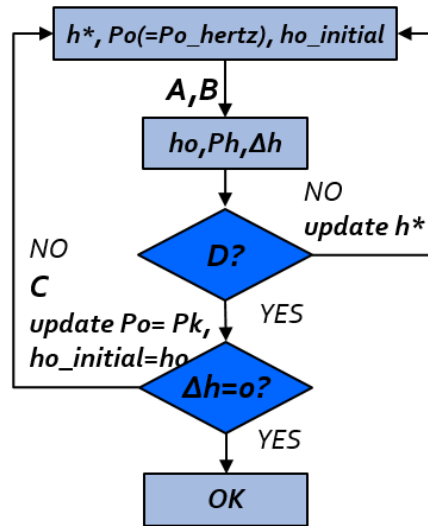 h*, Po(=Po_hertz), ho_initial
A,B
ho,Ph,Δh
NO
update h*
D?
NO
C
update Po= Pk,
ho_initial=ho
YES
Δh=o?
YES
OK